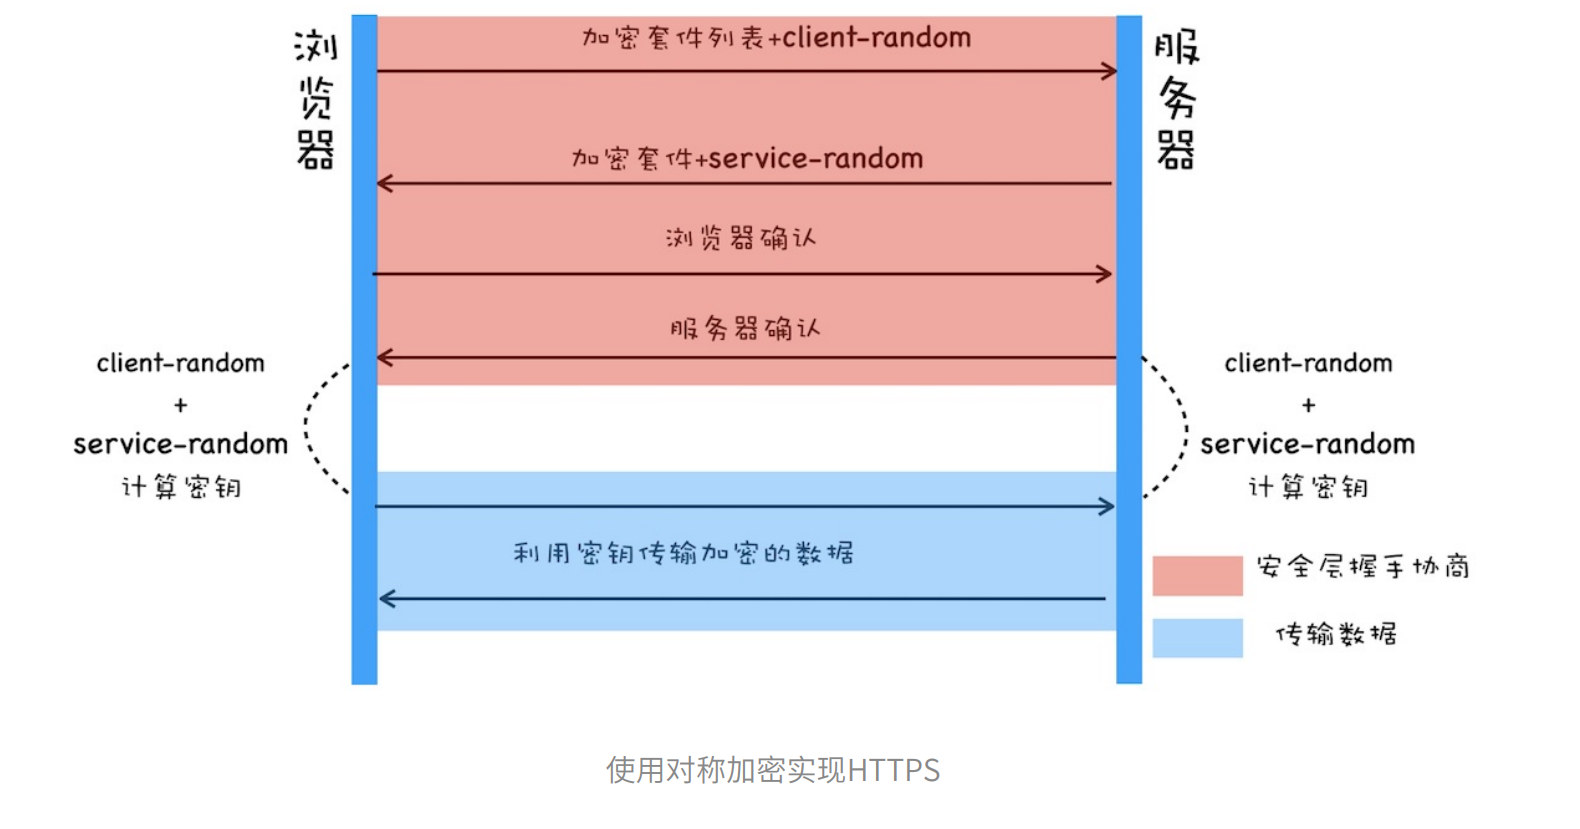 浏览器
服务器
加密套件列表+client-random
加密套件+service-random
浏览器确认
服务器确认
client-random
+
service-random
计算密钥
client-random
+
service-random
计算密钥
利用密钥传输加密的数据
安全层握手协商
传输数据
使用对称加密实现HTTPS